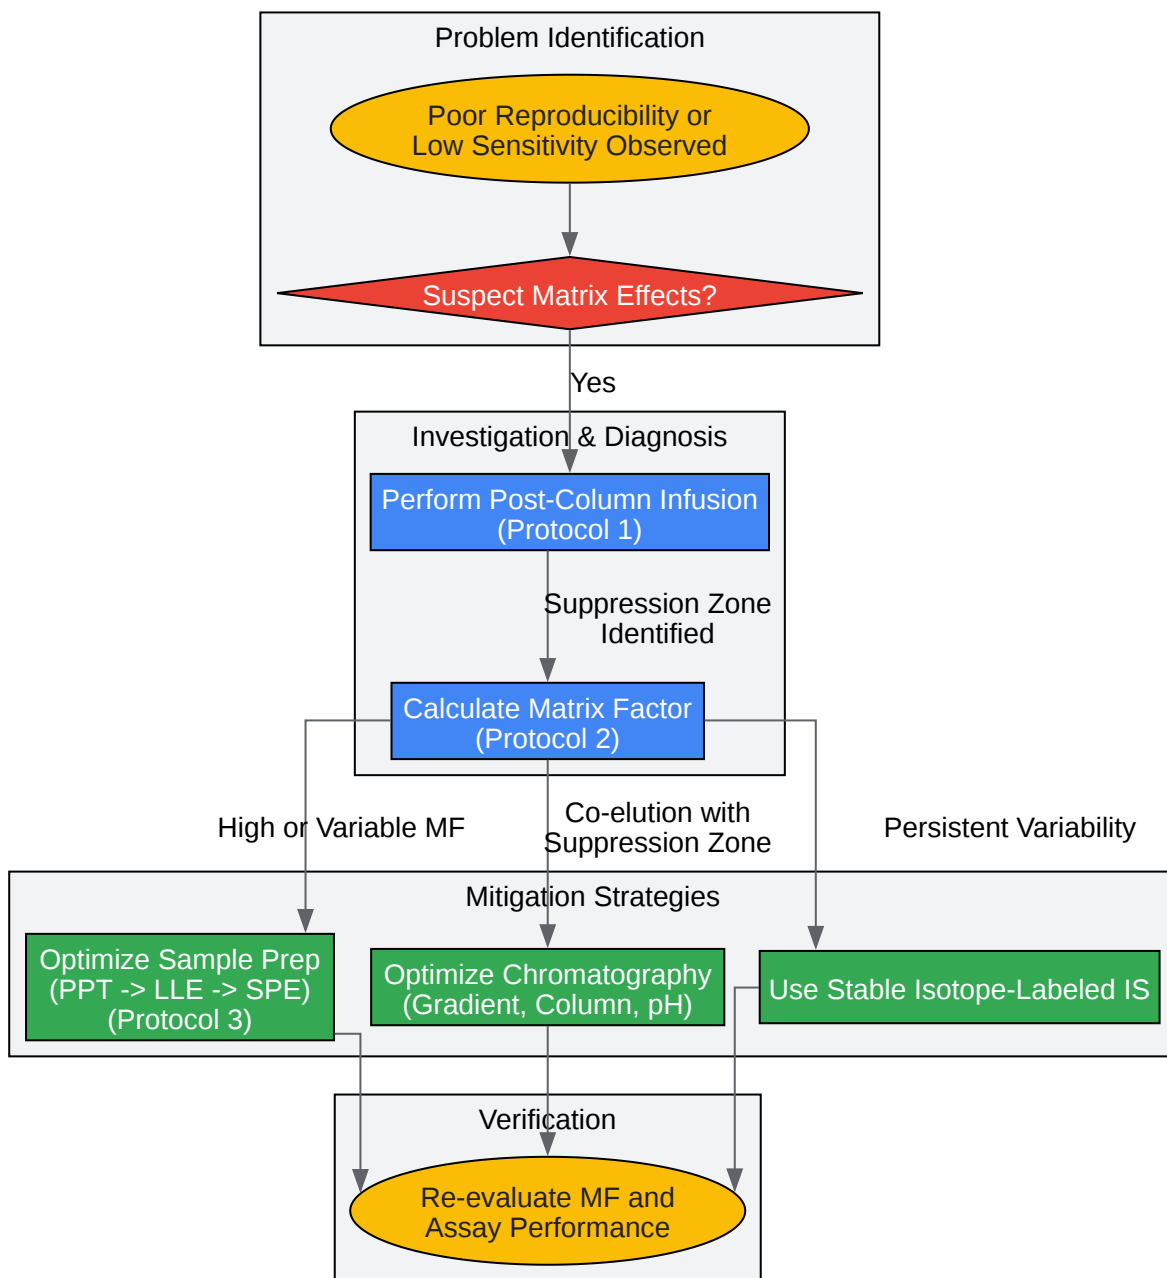 Problem Identification
Poor Reproducibility or
Low Sensitivity Observed
Suspect Matrix Effects?
Yes
Investigation & Diagnosis
Perform Post-Column Infusion
(Protocol 1)
Suppression Zone
Identified
Calculate Matrix Factor
(Protocol 2)
High or Variable MF
Co-elution with
Suppression Zone
Persistent Variability
Mitigation Strategies
Optimize Sample Prep
(PPT -> LLE -> SPE)
(Protocol 3)
Optimize Chromatography
(Gradient, Column, pH)
Use Stable Isotope-Labeled IS
Verification
Re-evaluate MF and
Assay Performance